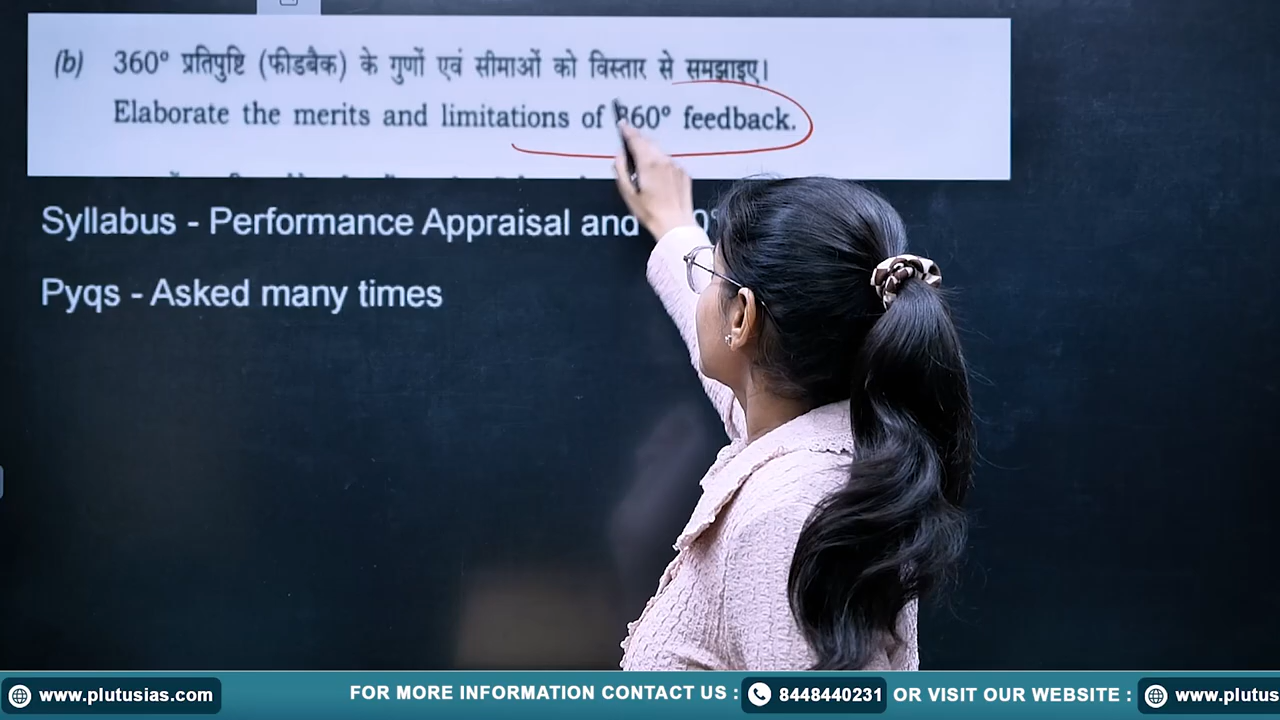 (b) 360° प्रतिपुष्टि (फीडबैक) के गुणों एवं सीमाओं को विस्तार से समझाइए।
Elaborate the merits and limitations of 360° feedback.
Syllabus - Performance Appraisal and
Pyqs - Asked many times
www.plutusias.com
FOR MORE INFORMATION CONTACT US :
8448440231
OR VISIT OUR WEBSITE :
www.plutus